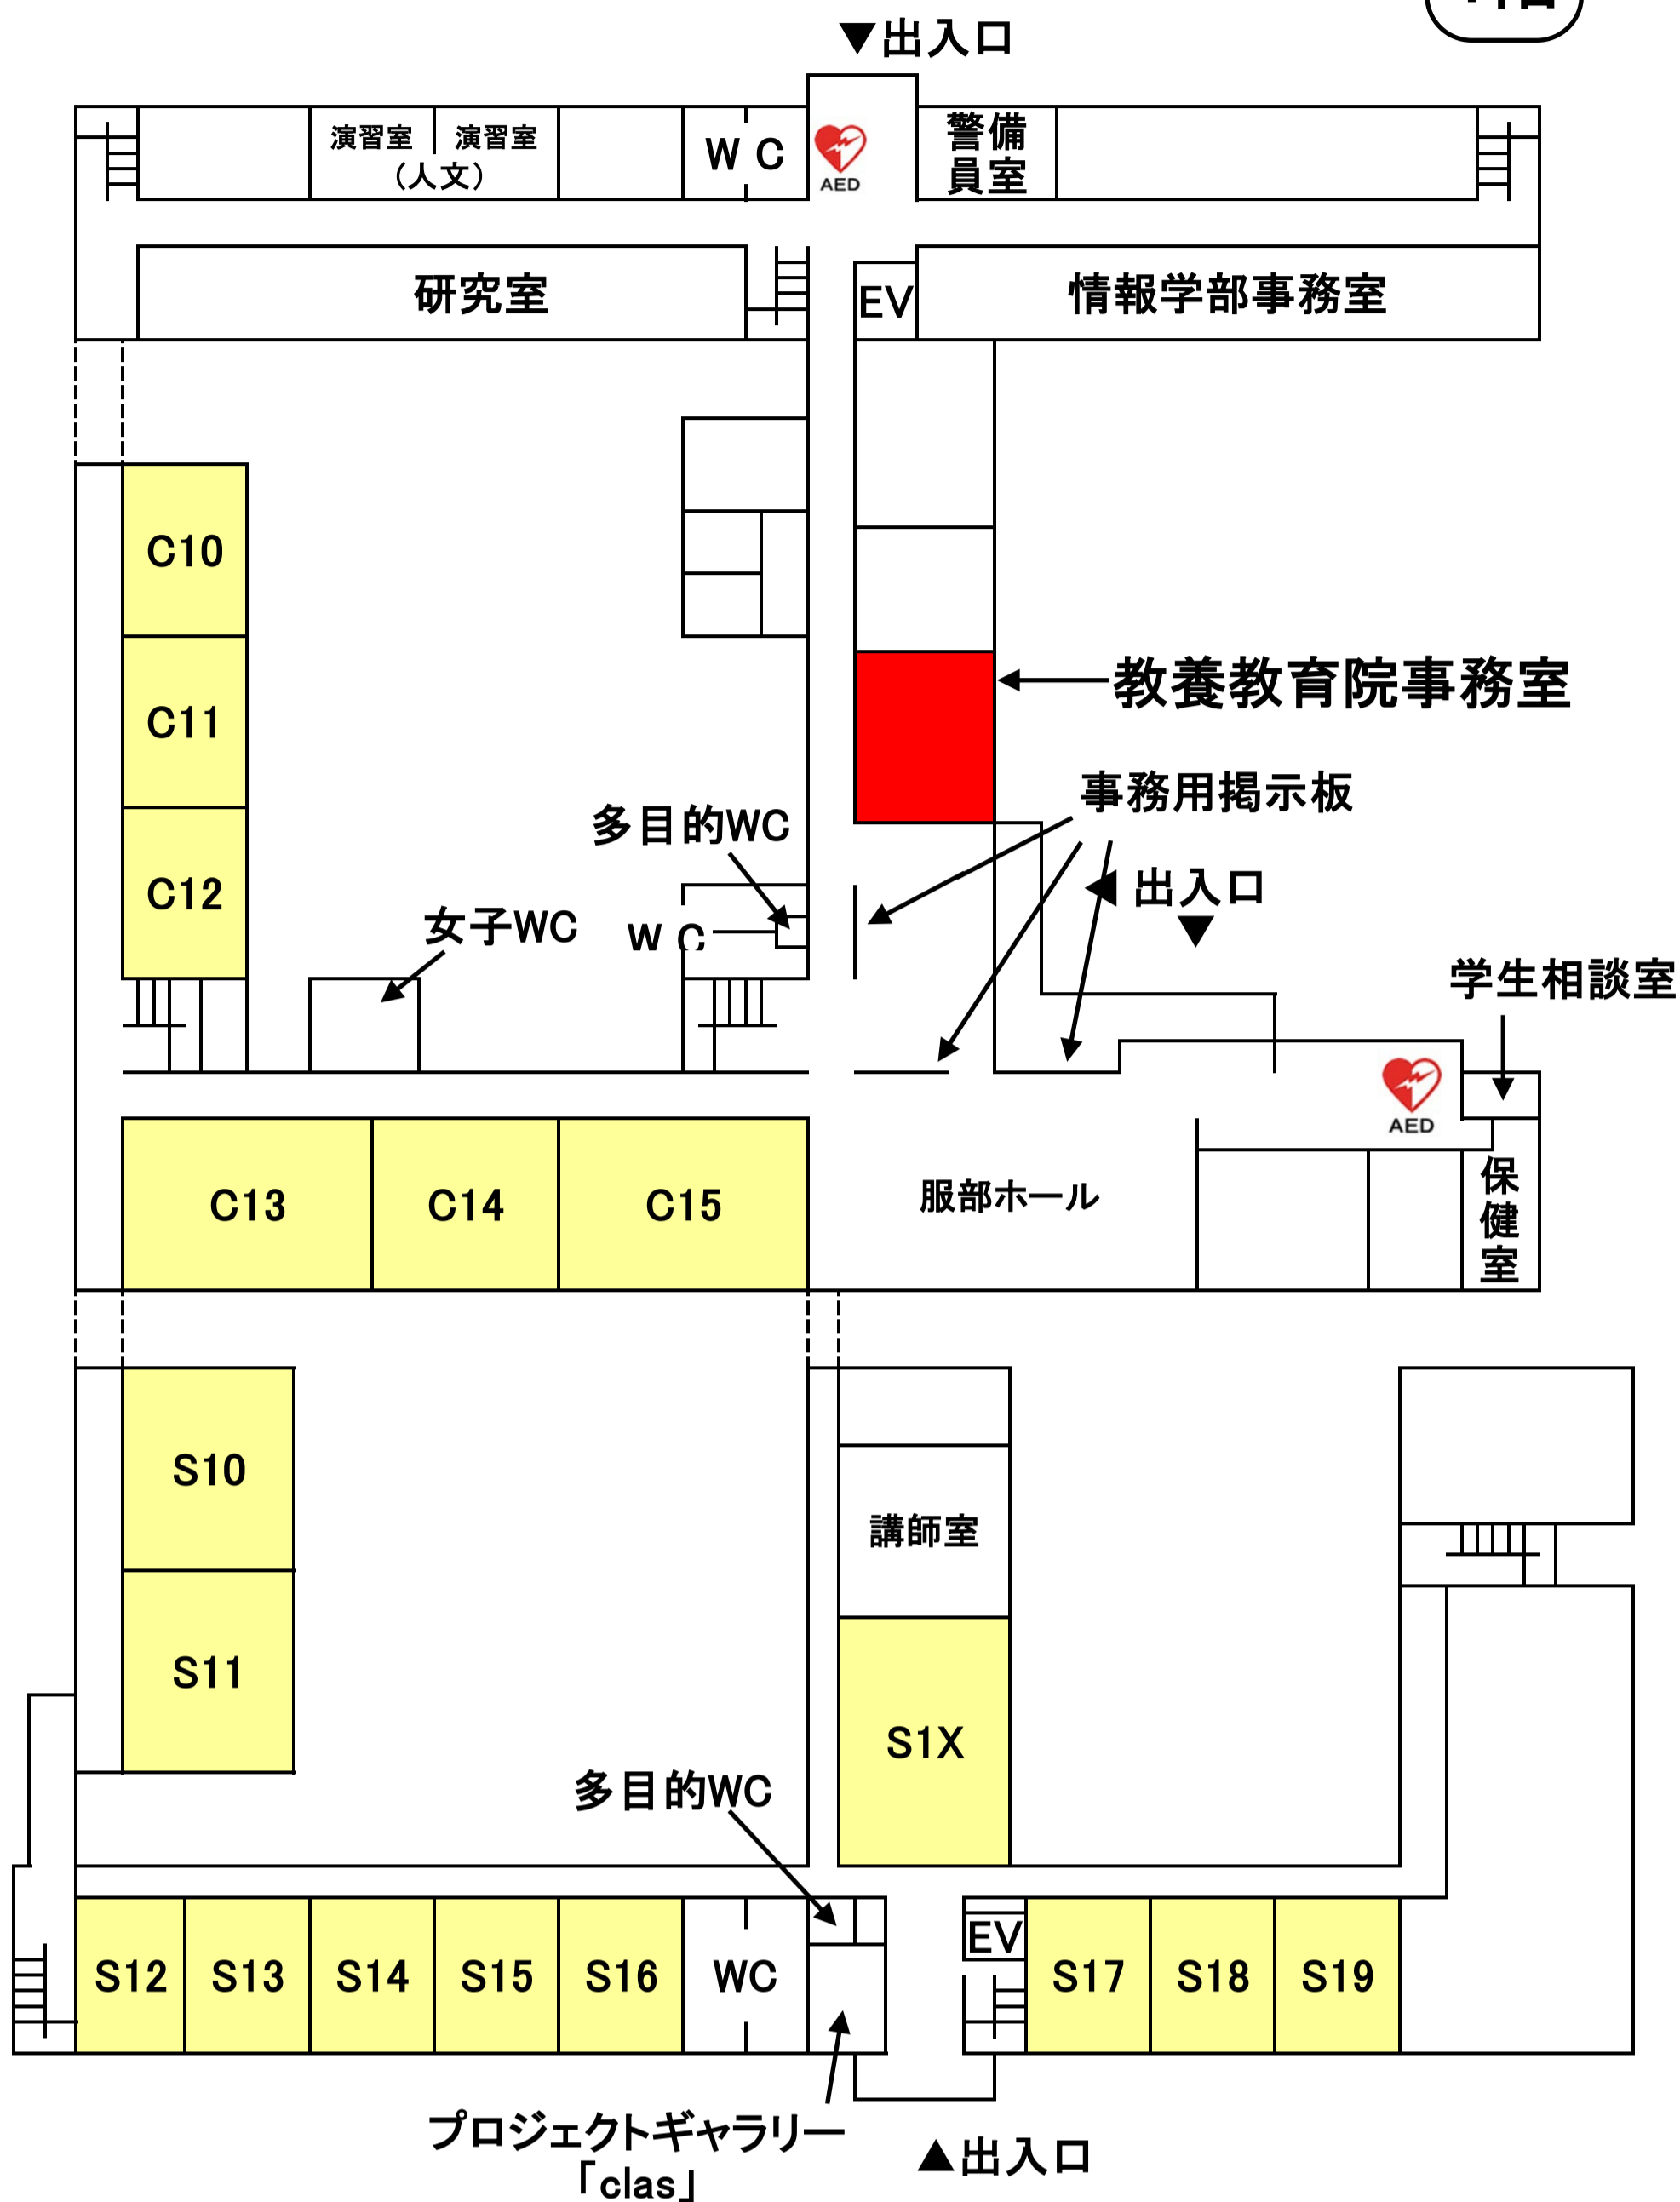 ▼出入口
演習室 演習室
(人文)
WC
AED
警備
員室
研究室
EV
情報学部事務室
C10
C11
C12
教養教育院事務室
事務用掲示板
多目的WC
女子WC
WC
◀出入口
▼
学生相談室
AED
C13
C14
C15
服部ホール
保健室
S10
S11
講師室
S1X
多目的WC
S12
S13
S14
S15
S16
WC
EV
S17
S18
S19
プロジェクトギャラリー
「clas」
▲出入口